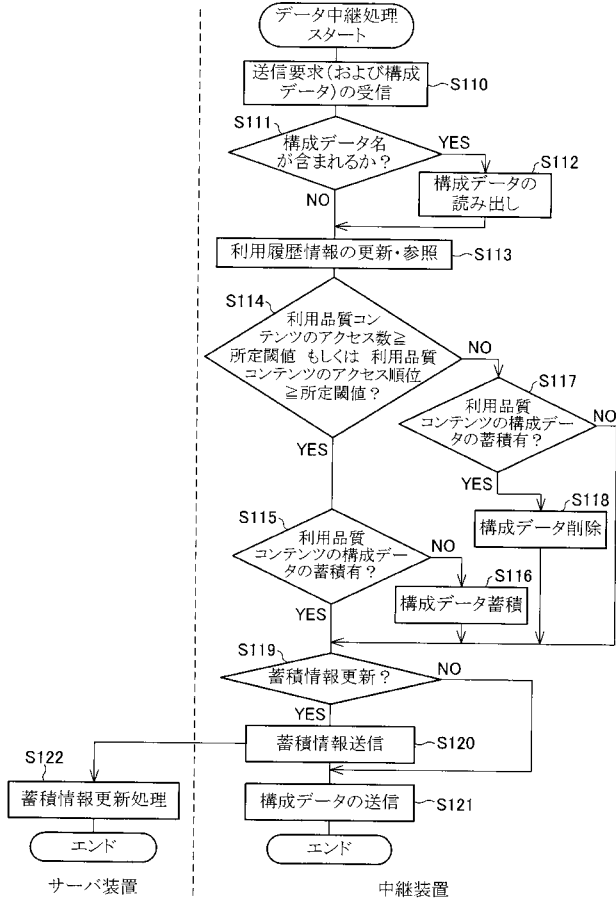 データ中継処理
スタート
送信要求(および構成
データ)の受信
S110
S111
構成データ名
が含まれるか?
YES
S112
構成データの
読み出し
NO
利用履歴情報の更新・参照
S113
S114
利用品質コン
テンツのアクセス数≧
所定閾値 もしくは 利用品質
コンテンツのアクセス順位
≧所定閾値?
NO
S117
利用品質
コンテンツの構成デー
タの蓄積有?
NO
YES
YES
S118
構成データ削除
S115
利用品質
コンテンツの構成デー
タの蓄積有?
NO
S116
構成データ蓄積
YES
S119
蓄積情報更新?
NO
YES
蓄積情報送信
S120
S122
蓄積情報更新処理
構成データの送信
S121
エンド
エンド
サーバ装置
中継装置